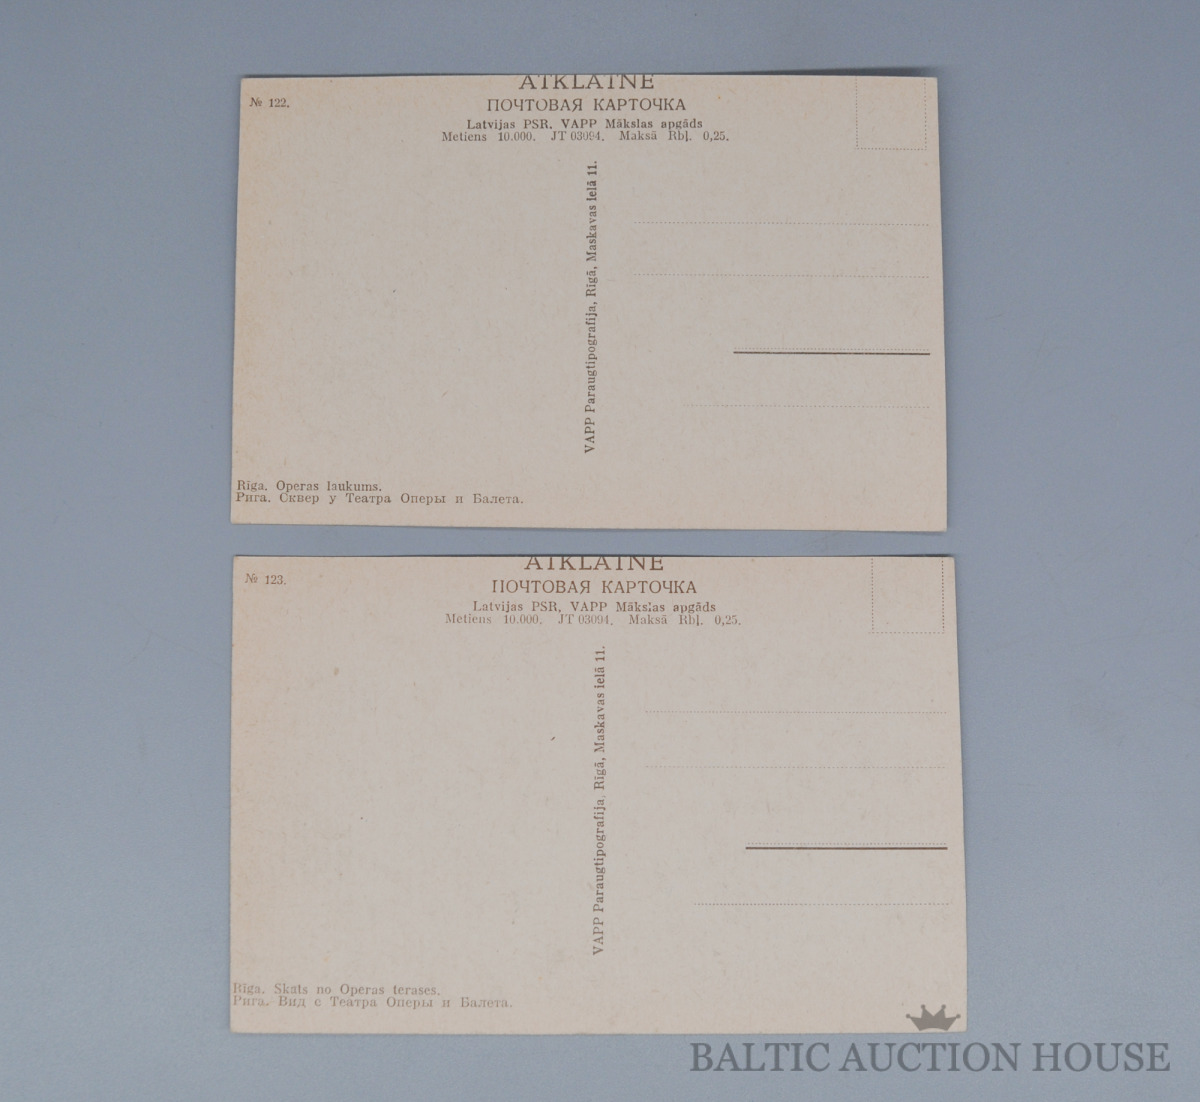 ATKLATNE
№ 122.
ПОЧТОВАЯ КАРТОЧКА
Latvijas PSR, VAPP Mākslas apgāds
Metiens 10.000. JT 03094. Maksā Rbļ. 0,25.
VAPP Paraugtipografija, Rīgā, Maskavas ielā 11.
Rīga. Operas laukums.
Рига. Сквер у Театра Оперы и Балета.
ATKLATNE
№ 123.
ПОЧТОВАЯ КАРТОЧКА
Latvijas PSR, VAPP Mākslas apgāds
Metiens 10.000. JT 03094. Maksā Rbļ. 0,25.
VAPP Paraugtipografija, Rīgā, Maskavas ielā 11.
Rīga. Skats no Operas terases.
Рига. Вид с Театра Оперы и Балета.
BALTIC AUCTION HOUSE